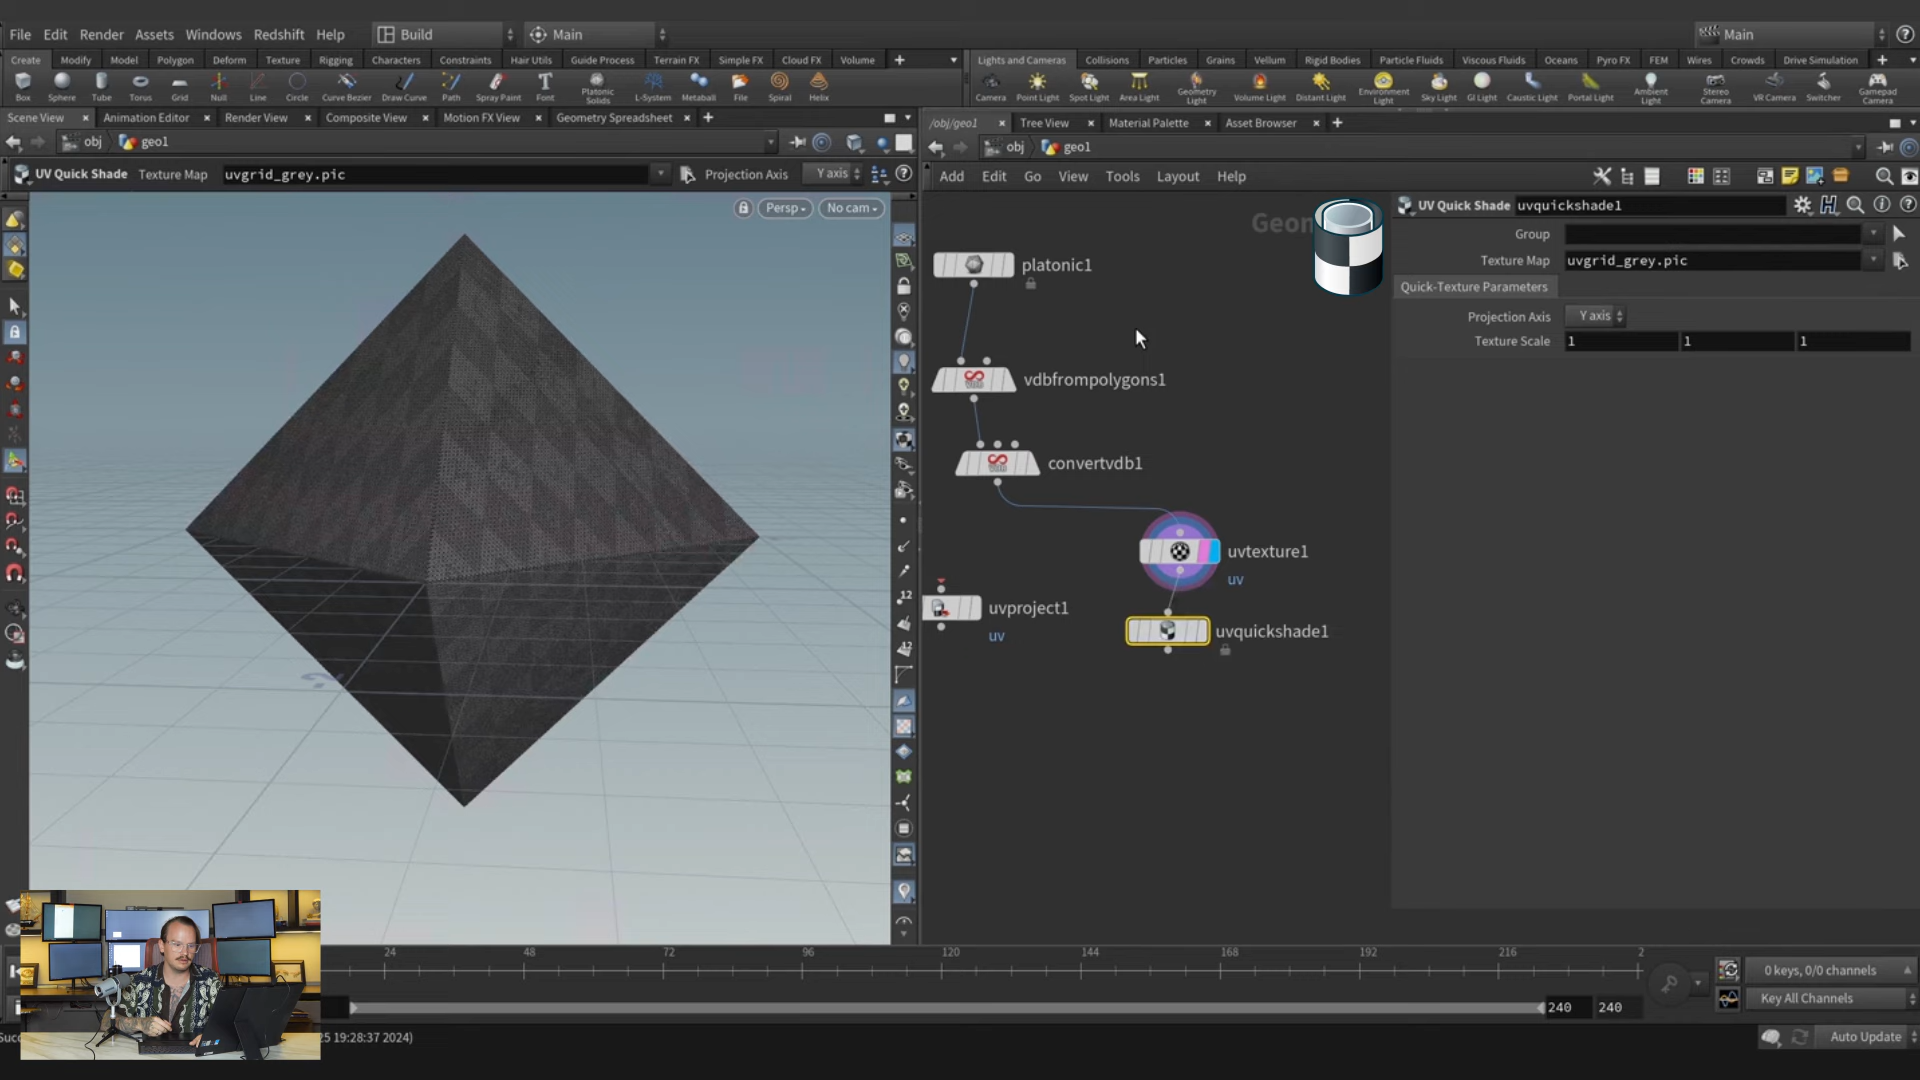 File Edit Render Assets Windows Redshift Help Build Main Main
Create Modify Model Polygon Deform Texture Rigging Characters Constraints Hair Utils Guide Process Terrain FX Simple FX Cloud FX Volume
Lights and Cameras Collisions Particles Grains Vellum Rigid Bodies Particle Fluids Viscous Fluids Oceans Pyro FX FEM Wires Crowds Drive Simulation
Box Sphere Tube Torus Grid Null Line Circle Curve Bezier Draw Curve Path Spray Paint Font Platonic Solids L-System Metaball File Spiral Helix
Camera Point Light Spot Light Area Light Geometry Light Volume Light Distant Light Environment Light Sky Light GI Light Caustic Light Portal Light Ambient Light Stereo Camera VR Camera Switcher Gamepad Camera
Scene View Animation Editor Render View Composite View Motion FX View Geometry Spreadsheet
/obj/geo1 Tree View Material Palette Asset Browser
obj geo1
obj geo1
UV Quick Shade Texture Map uvgrid_grey.pic Projection Axis Y axis
Add Edit Go View Tools Layout Help
Persp No cam
Geom
UV Quick Shade uvquickshade1
Group
Texture Map uvgrid_grey.pic
Quick-Texture Parameters
Projection Axis Y axis
Texture Scale 1 1 1
platonic1
vdbfrompolygons1
convertvdb1
uvtexture1
uv
uvproject1
uv
uvquickshade1
12
12
24 48 72 96 120 144 168 192 216 2
0 keys, 0/0 channels
240 240 Key All Channels
25 19:28:37 2024)
Auto Update